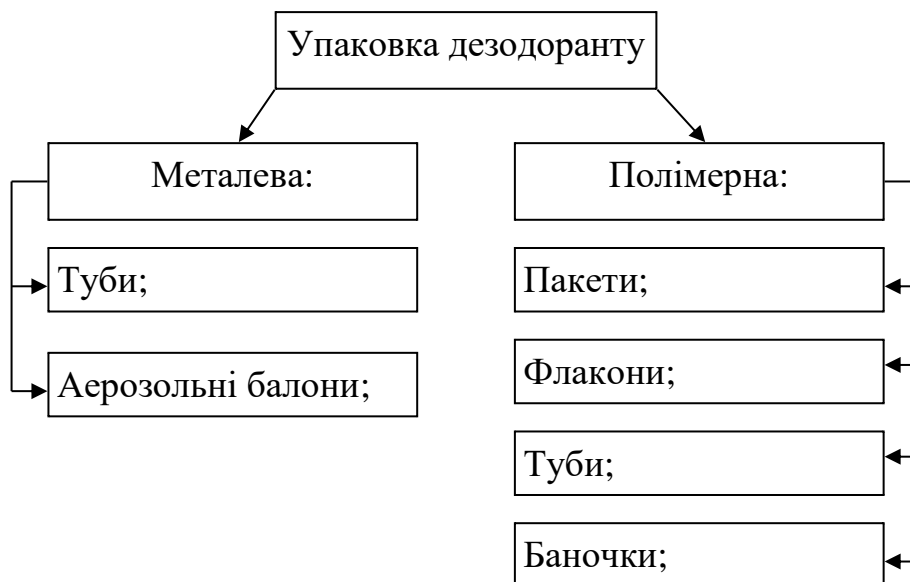 Упаковка дезодоранту
Металева:
Полімерна:
Туби;
Пакети;
Аерозольні балони;
Флакони;
Туби;
Баночки;